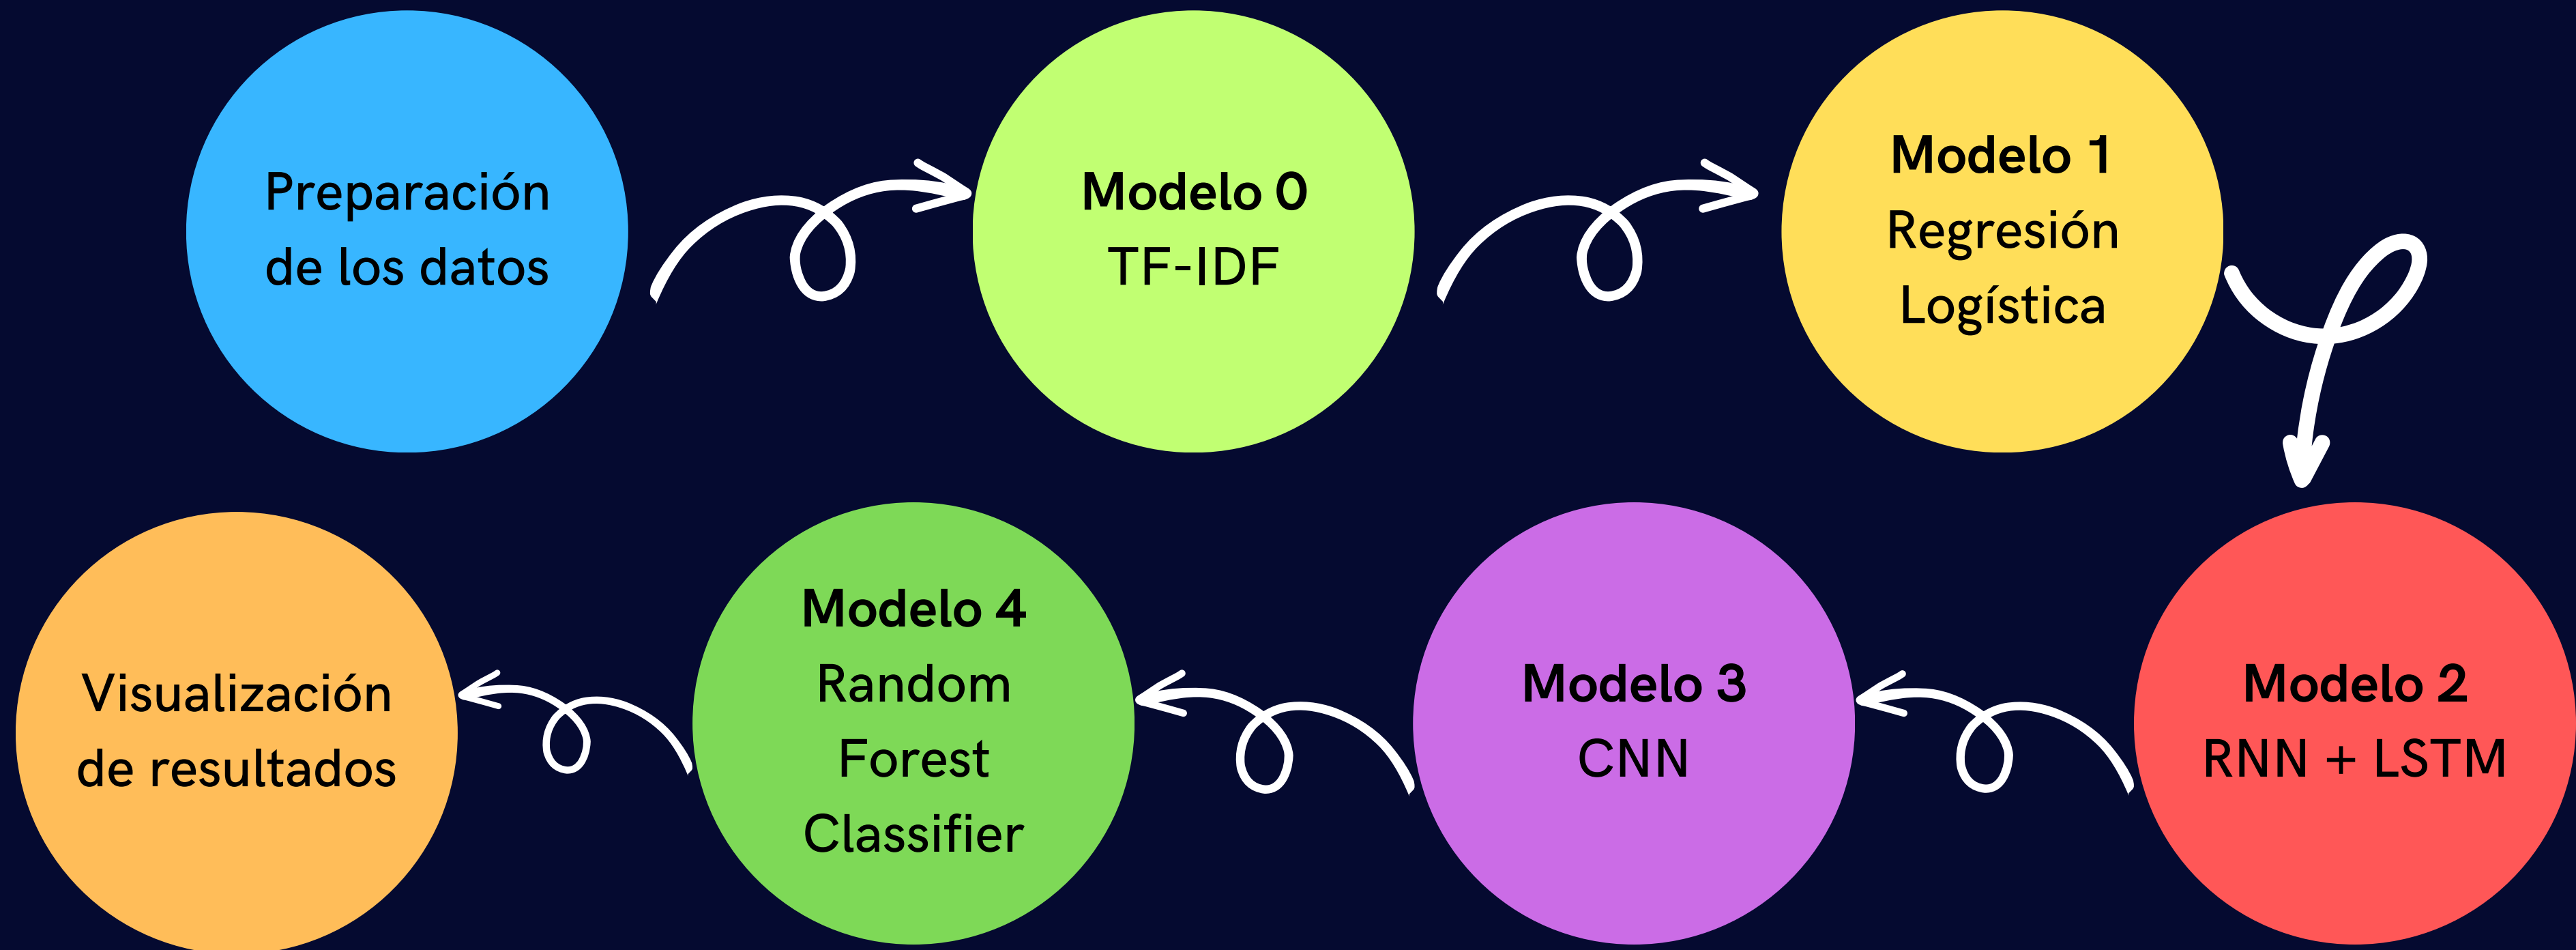 Preparación
de los datos
Modelo 0
TF-IDF
Modelo 1
Regresión
Logística
Modelo 2
RNN + LSTM
Modelo 3
CNN
Modelo 4
Random
Forest
Classifier
Visualización
de resultados